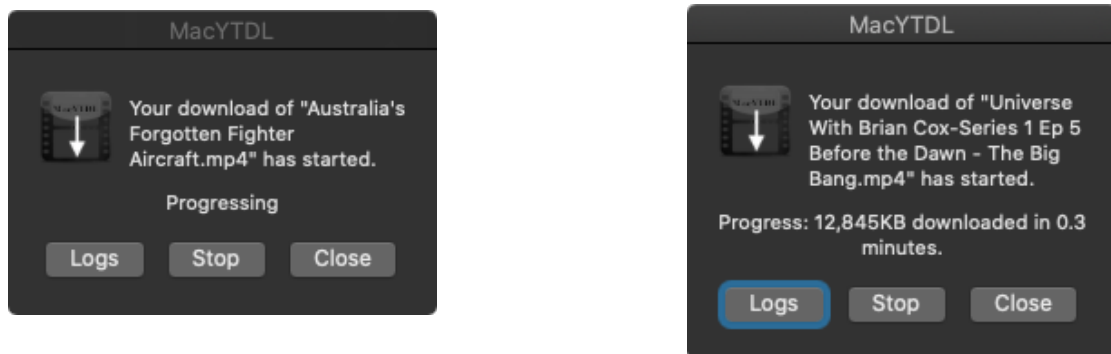 MacYTDL
Your download of "Australia's
Forgotten Fighter
Aircraft.mp4" has started.
Progressing
Logs Stop Close
MacYTDL
Your download of "Universe
With Brian Cox-Series 1 Ep 5
Before the Dawn - The Big
Bang.mp4" has started.
Progress: 12,845KB downloaded in 0.3
minutes.
Logs Stop Close